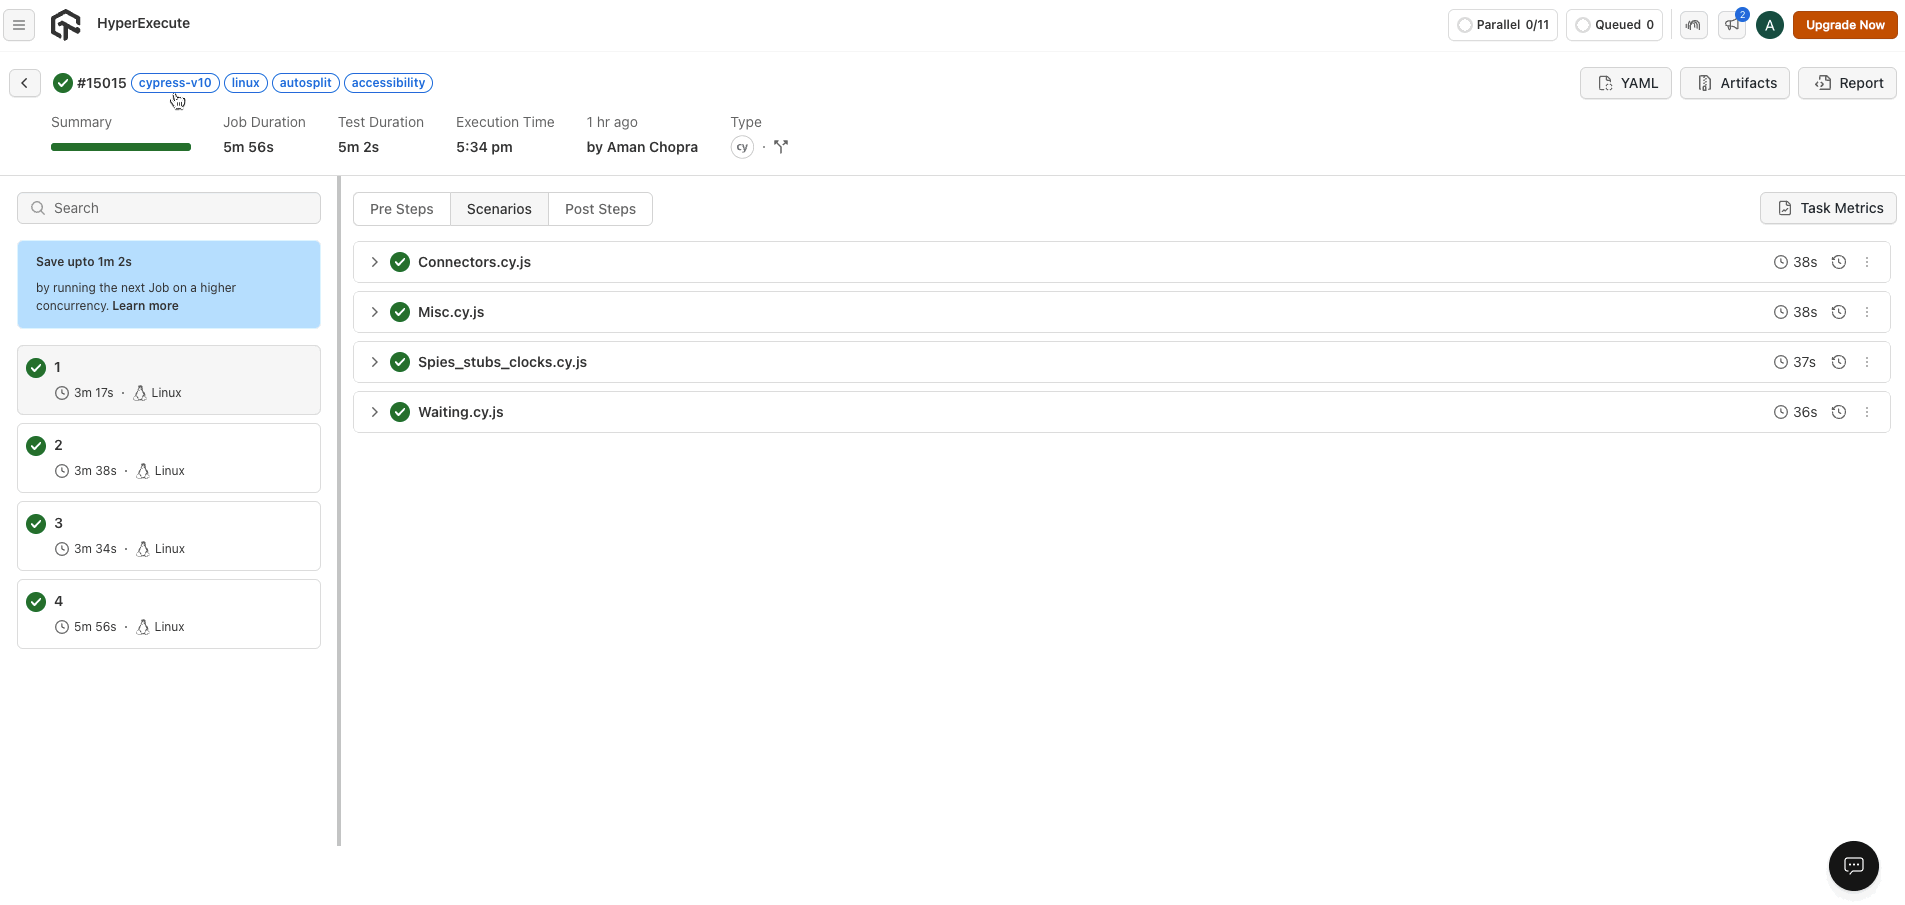 HyperExecute
Parallel 0/11
Queued 0
2
A
Upgrade Now
#15015 cypress-v10 linux autosplit accessibility
YAML
Artifacts
Report
Summary
Job Duration
5m 56s
Test Duration
5m 2s
Execution Time
5:34 pm
1 hr ago
by Aman Chopra
Type
cy ·
Search
Save upto 1m 2s
by running the next Job on a higher
concurrency. Learn more
1
3m 17s · Linux
2
3m 38s · Linux
3
3m 34s · Linux
4
5m 56s · Linux
Pre Steps
Scenarios
Post Steps
Task Metrics
Connectors.cy.js 38s
Misc.cy.js 38s
Spies_stubs_clocks.cy.js 37s
Waiting.cy.js 36s